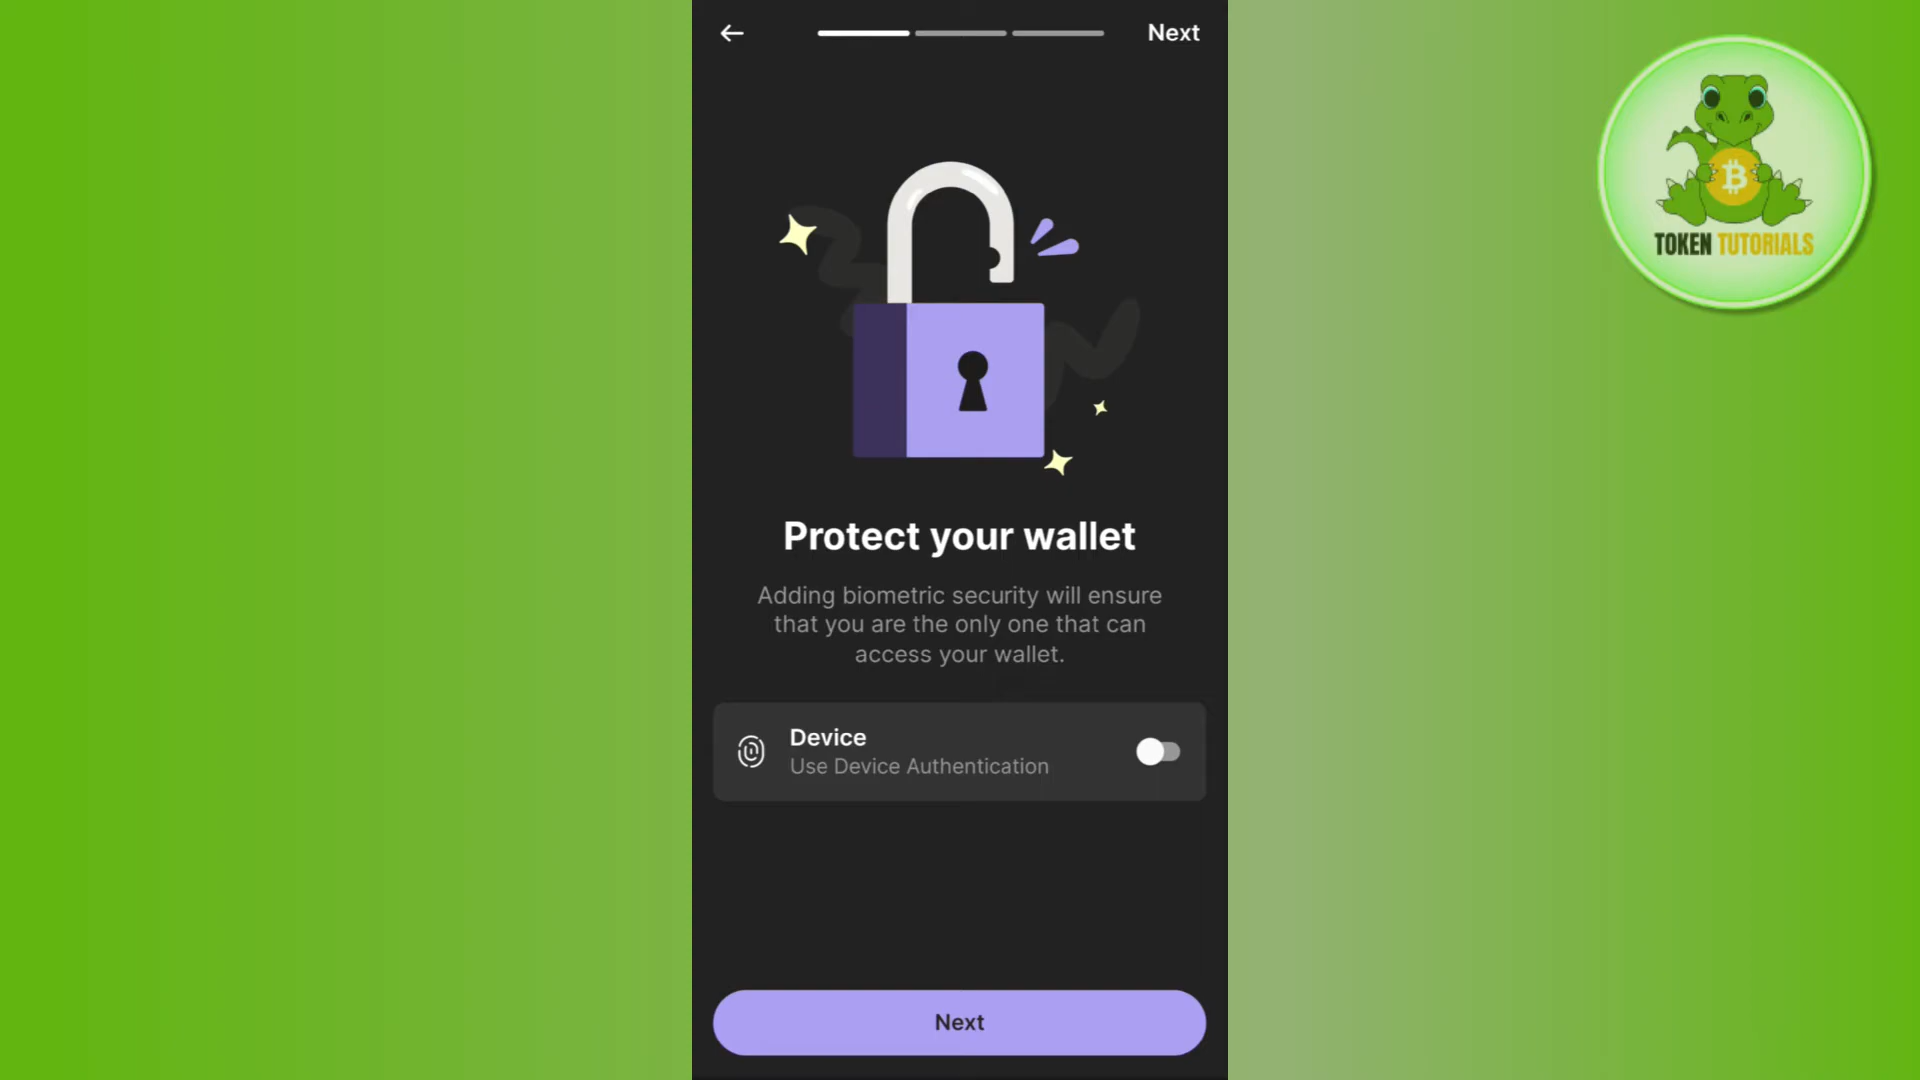 Next
TOKEN TUTORIALS
Protect your wallet
Adding biometric security will ensure
that you are the only one that can
access your wallet.
Device
Use Device Authentication
Next